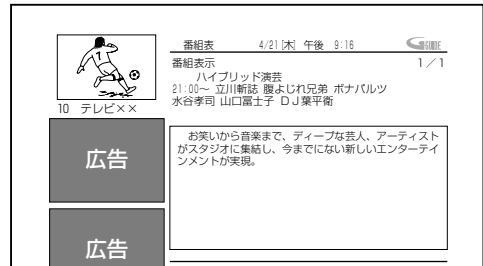 番組表 4/21[木] 午後 9:16 GGUIDE
番組表示 1／1
ハイブリッド演芸
21:00～ 立川斬誌 腹よじれ兄弟 ボナパルツ
水谷孝司 山口冨士子 ＤＪ葉平衛
7
10 テレビ××
広告
お笑いから音楽まで、ディープな芸人、アーティスト
がスタジオに集結し、今までにない新しいエンターテイ
ンメントが実現。
広告